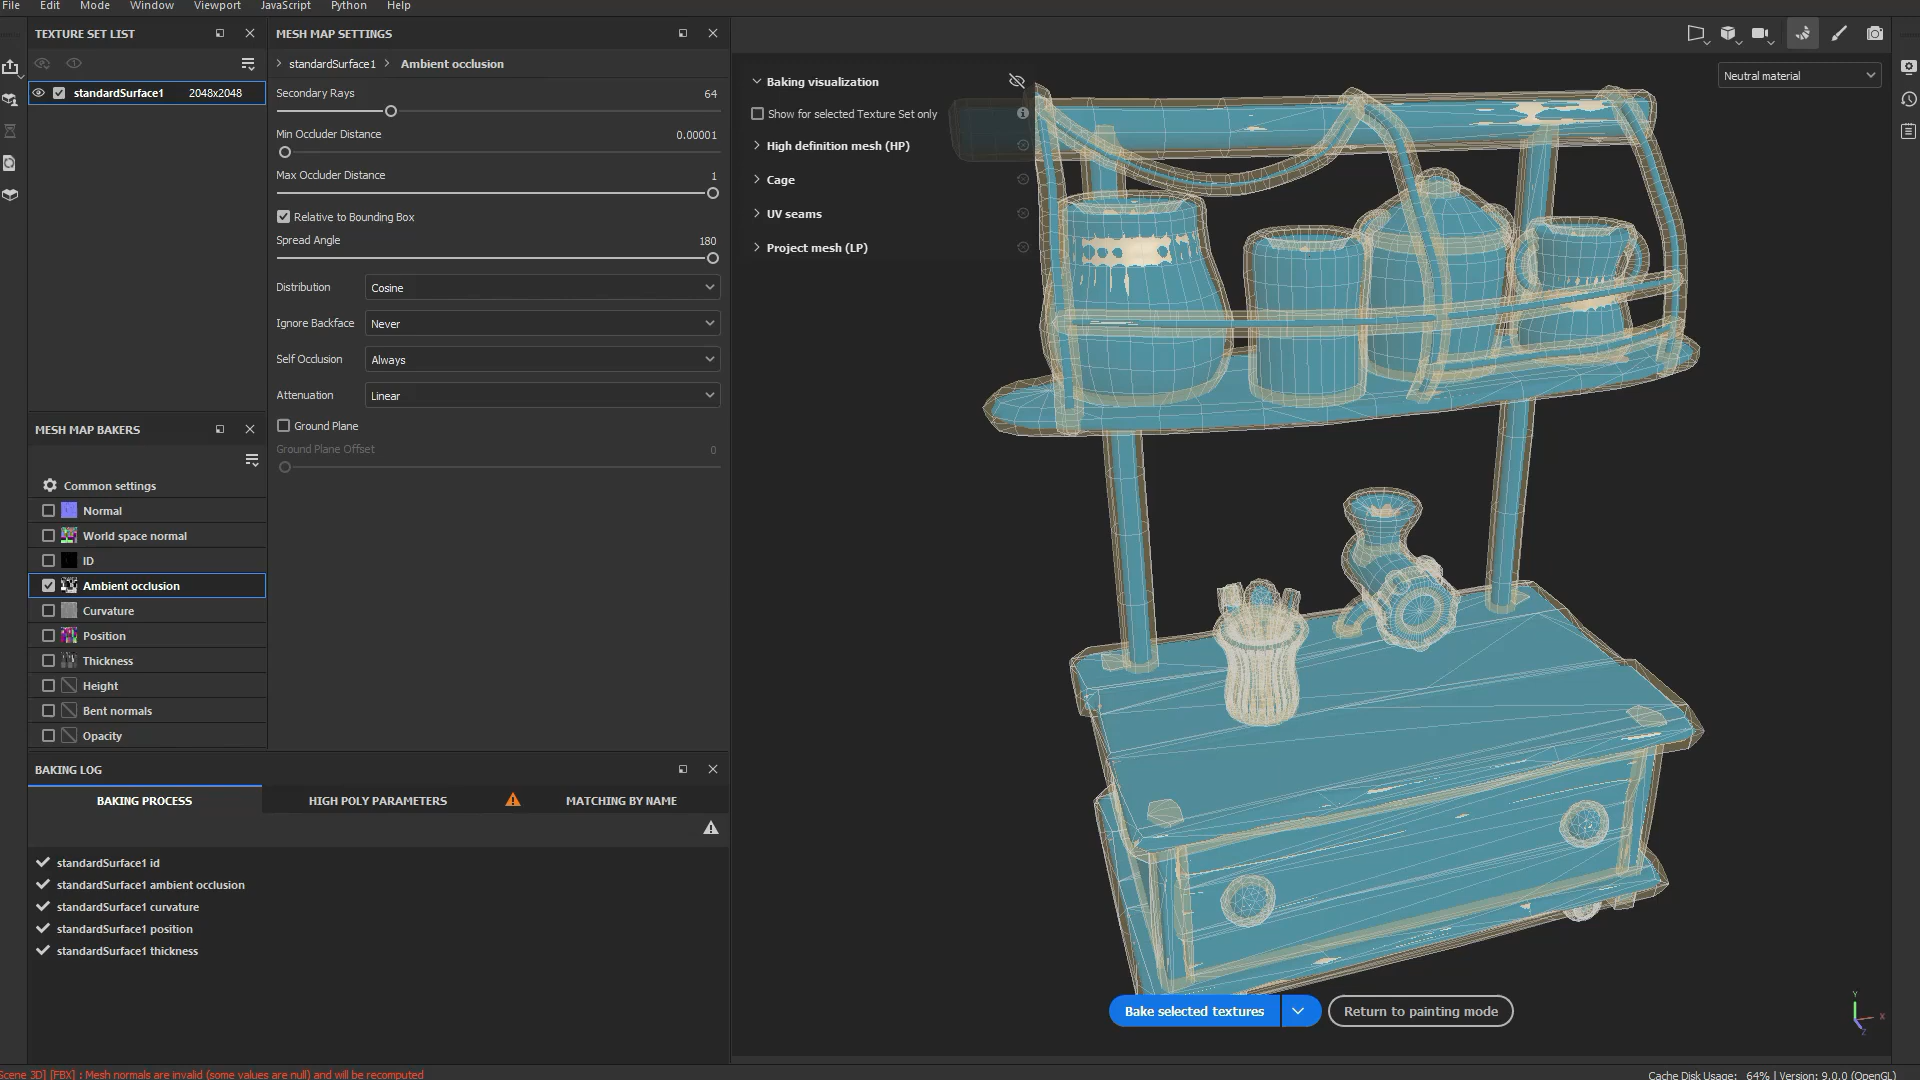 File Edit Mode Window Viewport JavaScript Python Help
TEXTURE SET LIST
standardSurface1 2048x2048
MESH MAP SETTINGS
standardSurface1 Ambient occlusion
Secondary Rays 64
Min Occluder Distance 0.00001
Max Occluder Distance 1
Relative to Bounding Box
Spread Angle 180
Distribution Cosine
Ignore Backface Never
Self Occlusion Always
Attenuation Linear
Ground Plane
Ground Plane Offset 0
MESH MAP BAKERS
Common settings
Normal
World space normal
ID
Ambient occlusion
Curvature
Position
Thickness
Height
Bent normals
Opacity
BAKING LOG
BAKING PROCESS HIGH POLY PARAMETERS MATCHING BY NAME
standardSurface1 id
standardSurface1 ambient occlusion
standardSurface1 curvature
standardSurface1 position
standardSurface1 thickness
Baking visualization
Show for selected Texture Set only
High definition mesh (HP)
Cage
UV seams
Project mesh (LP)
Neutral material
Bake selected textures
Return to painting mode
Y
X
Z
Scene 3D] [FBX] : Mesh normals are invalid (some values are null) and will be recomputed
Cache Disk Usage: 64% | Version: 9.0.0 (OpenGL)